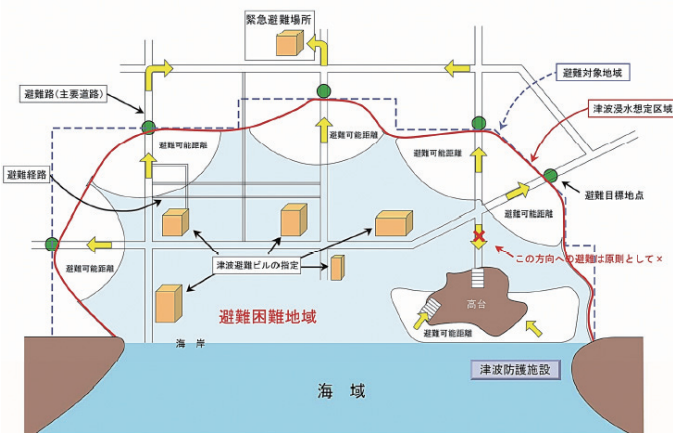 緊急避難場所
避難路(主要道路)
避難対象地域
津波浸水想定区域
避難可能距離
避難可能距離
避難可能距離
避難経路
避難目標地点
避難可能距離
避難可能距離
津波避難ビルの指定
この方向への避難は原則として×
高台
避難困難地域
避難可能距離
海 岸
津波防護施設
海 域